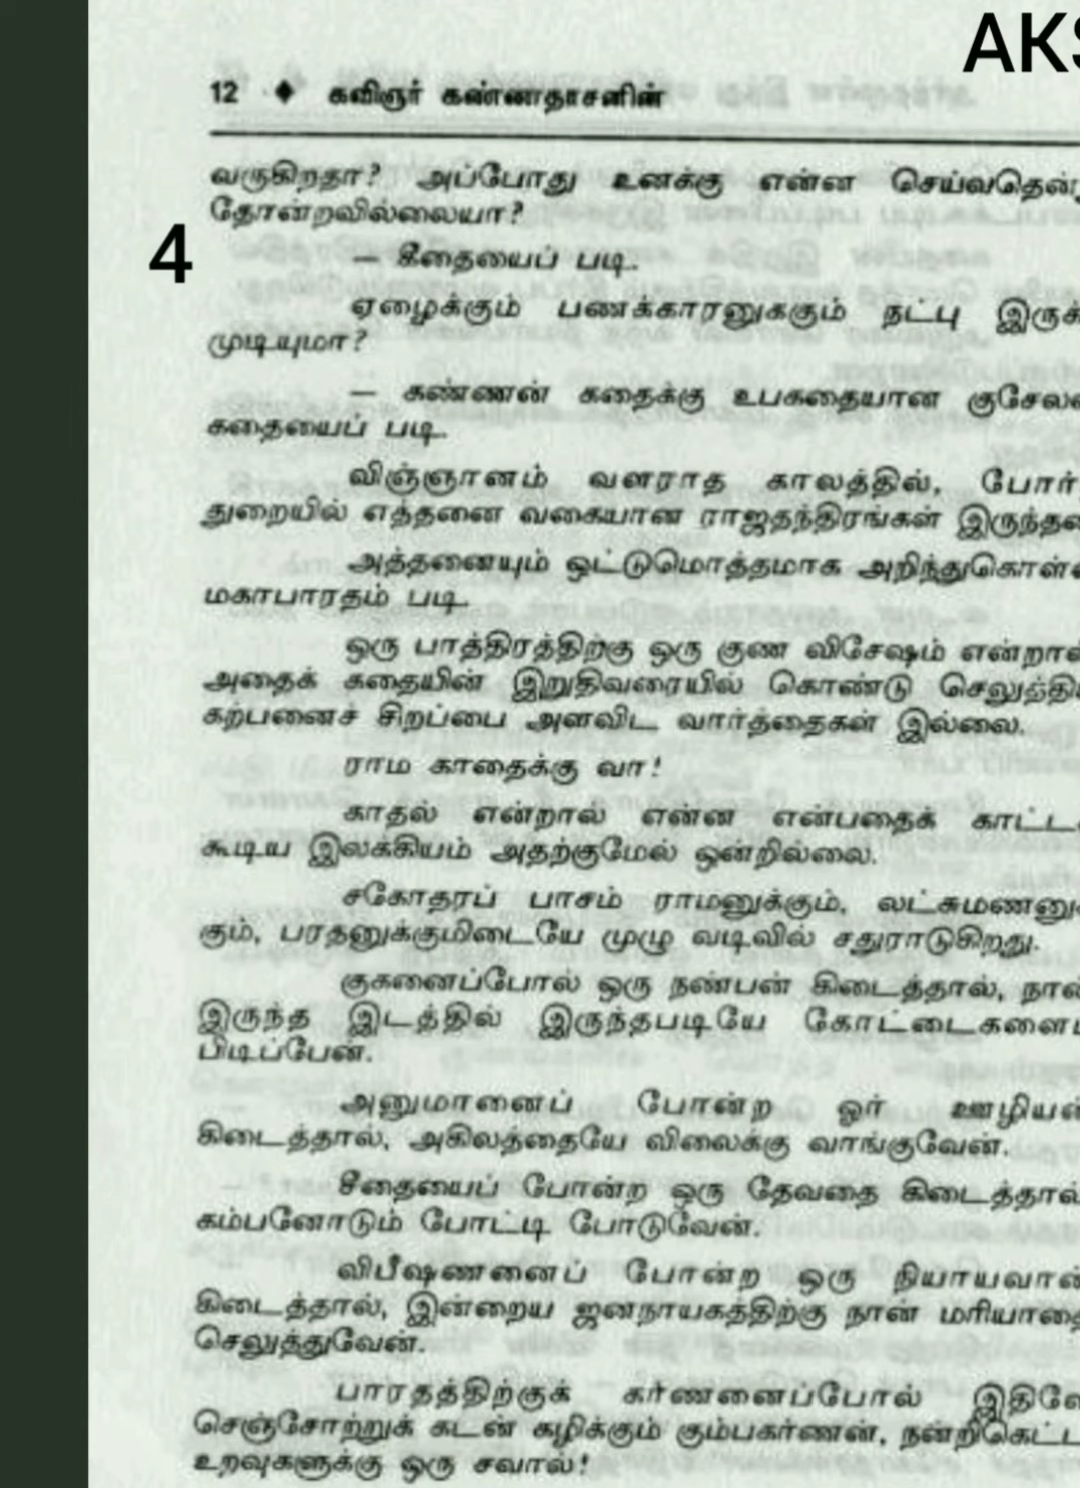 AKS
12 ♦ கவிஞர் கண்ணதாசனின்
வருகிறதா? அப்போது உனக்கு என்ன செய்வதென்று
தோன்றவில்லையா?
4
– கீதையைப் படி.
ஏழைக்கும் பணக்காரனுககும் நட்பு இருக்
முடியுமா?
– கண்ணன் கதைக்கு உபகதையான குசேலன்
கதையைப் படி.
விஞ்ஞானம் வளராத காலத்தில், போர்
துறையில் எத்தனை வகையான ராஜதந்திரங்கள் இருந்தன
அத்தனையும் ஒட்டுமொத்தமாக அறிந்துகொள்ள
மகாபாரதம் படி.
ஒரு பாத்திரத்திற்கு ஒரு குண விசேஷம் என்றால்
அதைக் கதையின் இறுதிவரையில் கொண்டு செலுத்திய
கற்பனைச் சிறப்பை அளவிட வார்த்தைகள் இல்லை.
ராம காதைக்கு வா!
காதல் என்றால் என்ன என்பதைக் காட்டக்
கூடிய இலக்கியம் அதற்குமேல் ஒன்றில்லை.
சகோதரப் பாசம் ராமனுக்கும், லட்சுமணனுக்
கும், பரதனுக்குமிடையே முழு வடிவில் சதுராடுகிறது.
குகனைப்போல் ஒரு நண்பன் கிடைத்தால், நான்
இருந்த இடத்தில் இருந்தபடியே கோட்டைகளைப்
பிடிப்பேன்.
அனுமானைப் போன்ற ஓர் ஊழியன்
கிடைத்தால், அகிலத்தையே விலைக்கு வாங்குவேன்.
சீதையைப் போன்ற ஒரு தேவதை கிடைத்தால்
கம்பனோடும் போட்டி போடுவேன்.
விபீஷணனைப் போன்ற ஒரு நியாயவான்
கிடைத்தால், இன்றைய ஜனநாயகத்திற்கு நான் மரியாதை
செலுத்துவேன்.
பாரதத்திற்குக் கர்ணனைப்போல் இதிலே
செஞ்சோற்றுக் கடன் கழிக்கும் கும்பகர்ணன், நன்றிகெட்ட
உறவுகளுக்கு ஒரு சவால்!